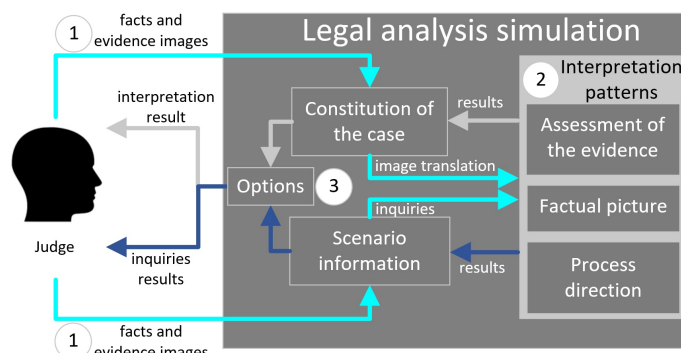 facts and
evidence images
1
Legal analysis simulation
interpretation
result
Constitution of
the case
results
2
Interpretation
patterns
Assessment of
the evidence
image translation
Options
3
inquiries
Factual picture
Judge
inquiries
results
Scenario
information
results
Process
direction
1
facts and
evidence images